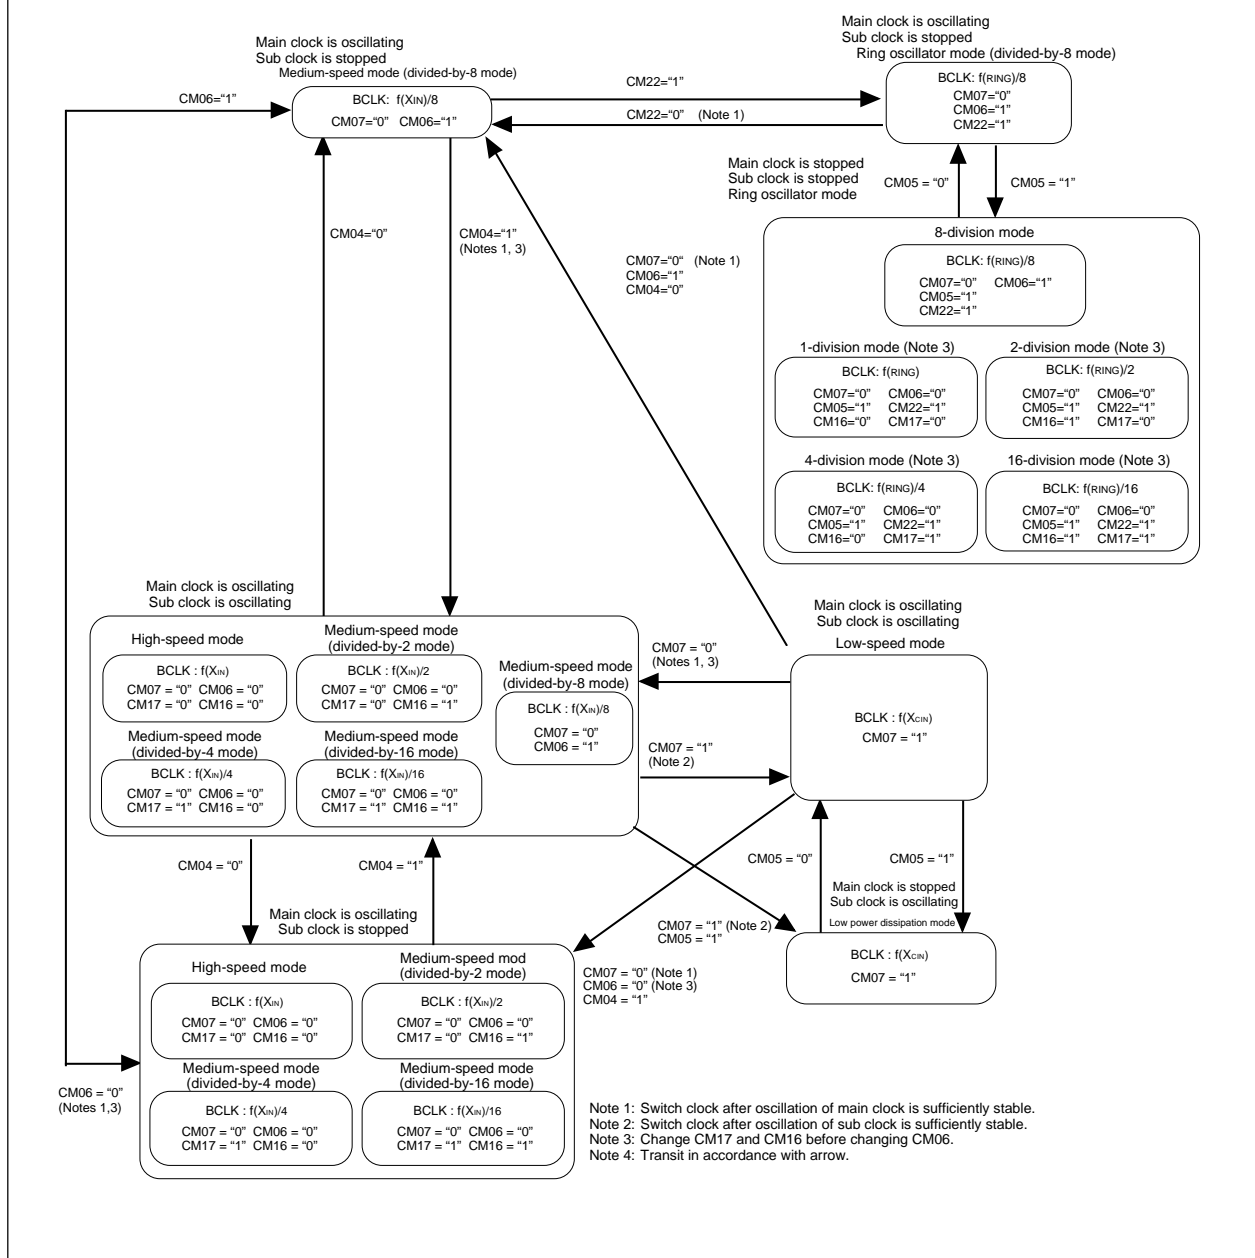 Main clock is oscillating
Sub clock is stopped
Medium-speed mode (divided-by-8 mode)
BCLK: f(XIN)/8
CM07=“0” CM06=“1”
CM06=“1”
CM22=“1”
CM22=“0” (Note 1)
Main clock is oscillating
Sub clock is stopped
Ring oscillator mode (divided-by-8 mode)
BCLK: f(RING)/8
CM07=“0”
CM06=“1”
CM22=“1”
Main clock is stopped
Sub clock is stopped
Ring oscillator mode
CM05 = “0”
CM05 = “1”
8-division mode
BCLK: f(RING)/8
CM07=“0” CM06=“1”
CM05=“1”
CM22=“1”
1-division mode (Note 3)
BCLK: f(RING)
CM07=“0” CM06=“0”
CM05=“1” CM22=“1”
CM16=“0” CM17=“0”
2-division mode (Note 3)
BCLK: f(RING)/2
CM07=“0” CM06=“0”
CM05=“1” CM22=“1”
CM16=“1” CM17=“0”
4-division mode (Note 3)
BCLK: f(RING)/4
CM07=“0” CM06=“0”
CM05=“1” CM22=“1”
CM16=“0” CM17=“1”
16-division mode (Note 3)
BCLK: f(RING)/16
CM07=“0” CM06=“0”
CM05=“1” CM22=“1”
CM16=“1” CM17=“1”
CM04=“0”
CM04=“1”
(Notes 1, 3)
CM07=“0“ (Note 1)
CM06=“1”
CM04=“0”
Main clock is oscillating
Sub clock is oscillating
High-speed mode
BCLK : f(XIN)
CM07 = “0” CM06 = “0”
CM17 = “0” CM16 = “0”
Medium-speed mode
(divided-by-2 mode)
BCLK : f(XIN)/2
CM07 = “0” CM06 = “0”
CM17 = “0” CM16 = “1”
Medium-speed mode
(divided-by-8 mode)
BCLK : f(XIN)/8
CM07 = “0”
CM06 = “1”
Medium-speed mode
(divided-by-4 mode)
BCLK : f(XIN)/4
CM07 = “0” CM06 = “0”
CM17 = “1” CM16 = “0”
Medium-speed mode
(divided-by-16 mode)
BCLK : f(XIN)/16
CM07 = “0” CM06 = “0”
CM17 = “1” CM16 = “1”
CM07 = “0”
(Notes 1, 3)
CM07 = “1”
(Note 2)
Main clock is oscillating
Sub clock is oscillating
Low-speed mode
BCLK : f(XCIN)
CM07 = “1”
CM04 = “0”
CM04 = “1”
CM05 = “0”
CM05 = “1”
Main clock is stopped
Sub clock is oscillating
Low power dissipation mode
BCLK : f(XCIN)
CM07 = “1”
CM07 = “1” (Note 2)
CM05 = “1”
CM07 = “0” (Note 1)
CM06 = “0” (Note 3)
CM04 = “1”
Main clock is oscillating
Sub clock is stopped
High-speed mode
BCLK : f(XIN)
CM07 = “0” CM06 = “0”
CM17 = “0” CM16 = “0”
Medium-speed mod
(divided-by-2 mode)
BCLK : f(XIN)/2
CM07 = “0” CM06 = “0”
CM17 = “0” CM16 = “1”
Medium-speed mode
(divided-by-4 mode)
BCLK : f(XIN)/4
CM07 = “0” CM06 = “0”
CM17 = “1” CM16 = “0”
Medium-speed mode
(divided-by-16 mode)
BCLK : f(XIN)/16
CM07 = “0” CM06 = “0”
CM17 = “1” CM16 = “1”
CM06 = “0”
(Notes 1,3)
Note 1: Switch clock after oscillation of main clock is sufficiently stable.
Note 2: Switch clock after oscillation of sub clock is sufficiently stable.
Note 3: Change CM17 and CM16 before changing CM06.
Note 4: Transit in accordance with arrow.